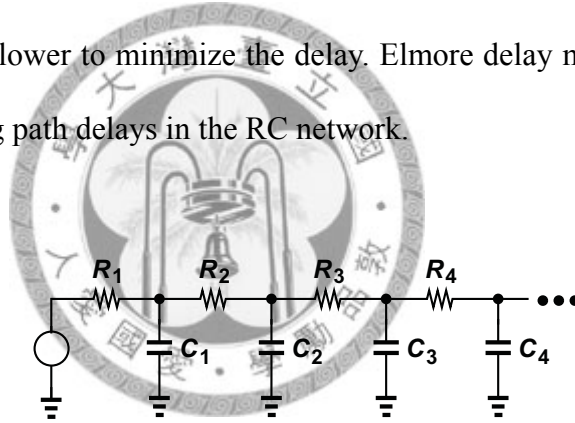 lower to minimize the delay. Elmore delay m
g path delays in the RC network.
R1 R2 R3 R4
C1 C2 C3 C4